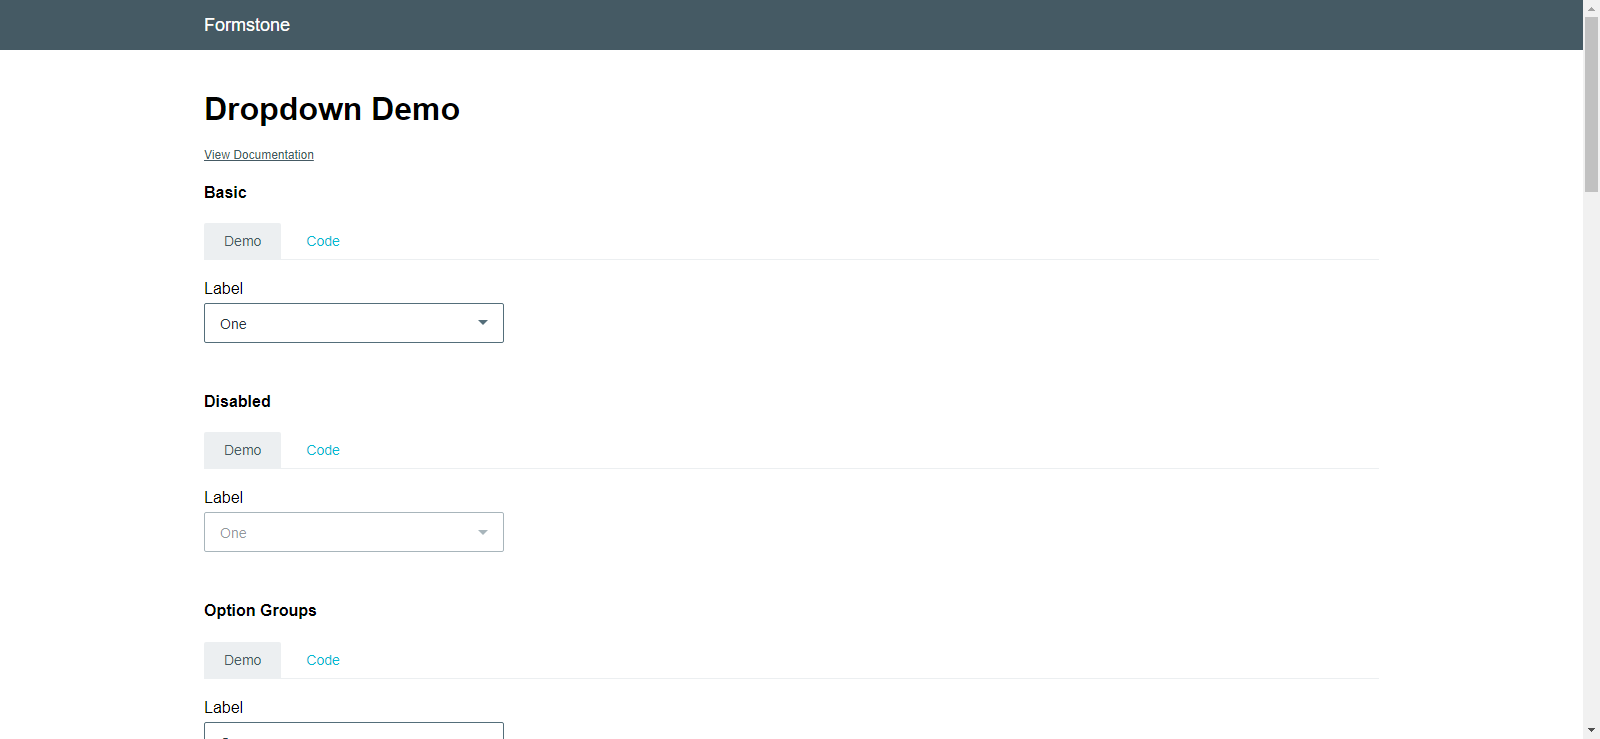 Formstone
Dropdown Demo
View Documentation
Basic
Demo
Code
Label
One
Disabled
Demo
Code
Label
One
Option Groups
Demo
Code
Label